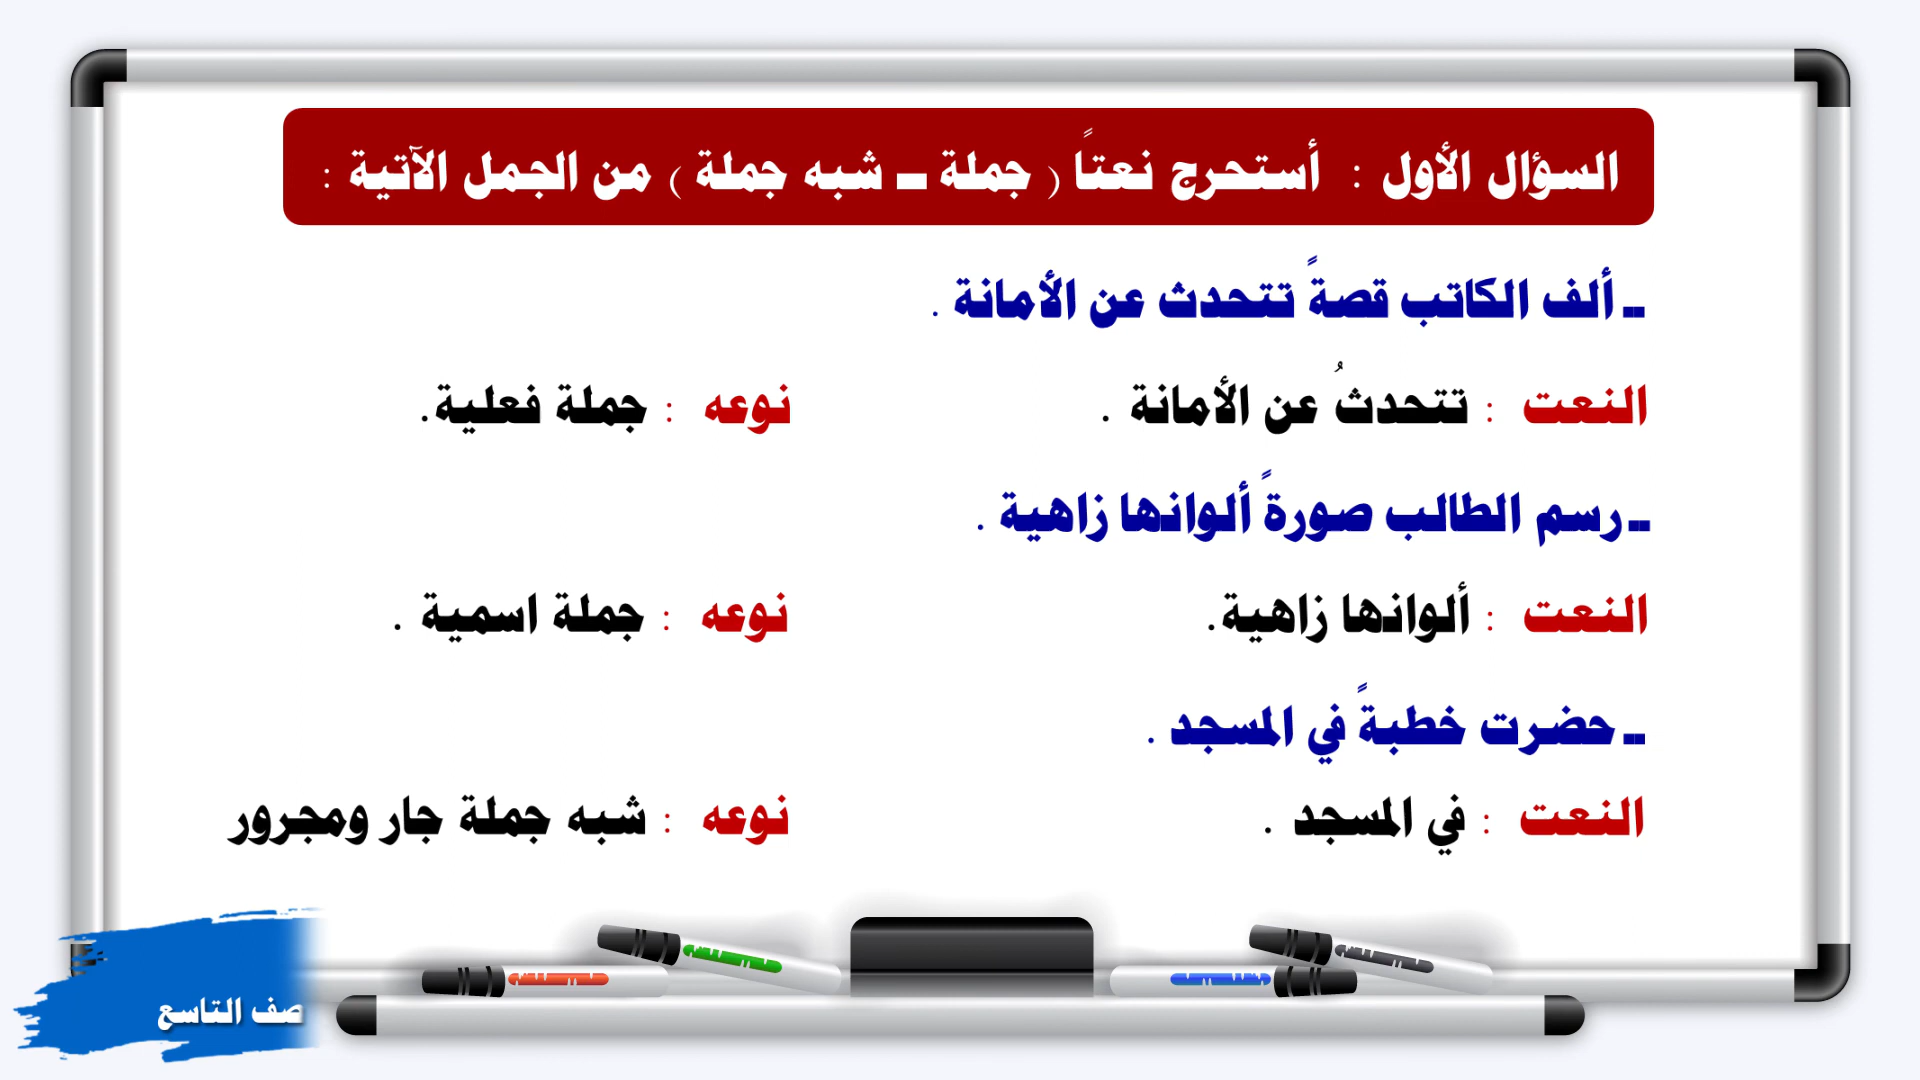 السؤال الأول : أستحرج نعتاً ( جملة ـ شبه جملة ) من الجمل الآتية :
ـ ألف الكاتب قصةً تتحدث عن الأمانة .
النعت : تتحدثُ عن الأمانة . نوعه : جملة فعلية.
ـ رسم الطالب صورةً ألوانها زاهية .
النعت : ألوانها زاهية. نوعه : جملة اسمية .
ـ حضرت خطبةً في المسجد .
النعت : في المسجد . نوعه : شبه جملة جار ومجرور
صف التاسع